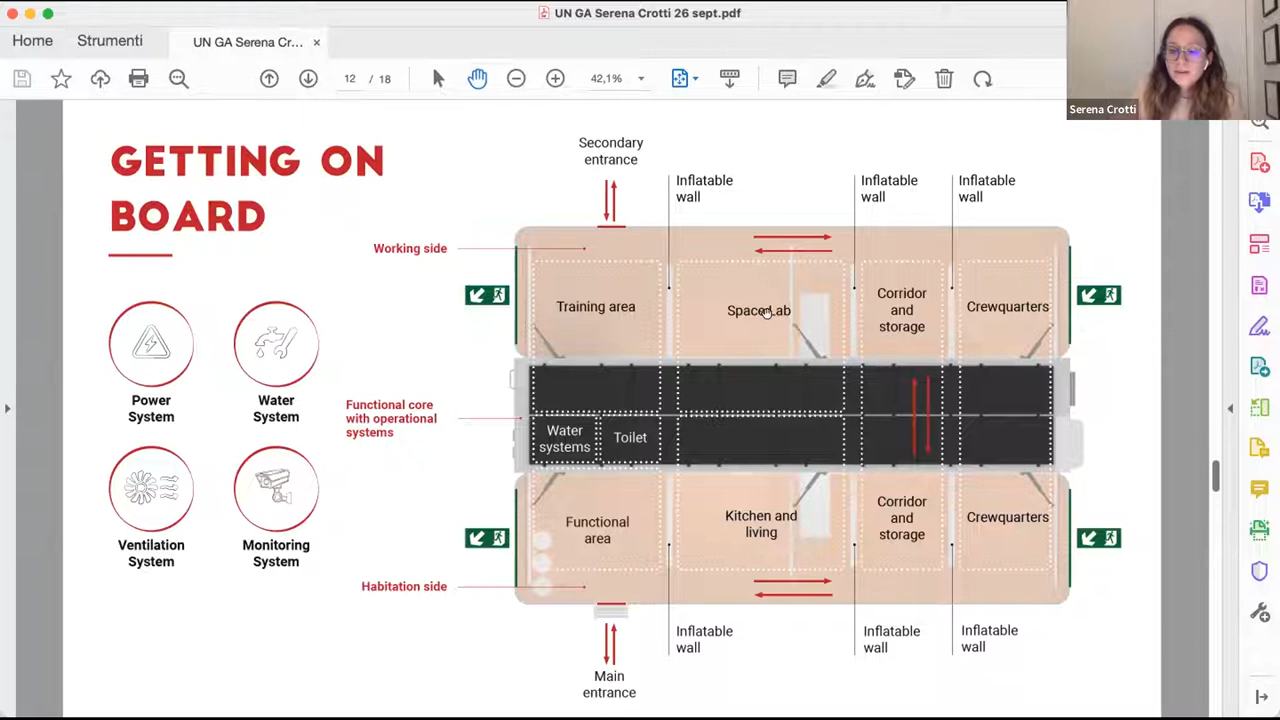 UN GA Serena Crotti 26 sept.pdf
Home
Strumenti
UN GA Serena Cr...
12 / 18
42,1%
Serena Crotti
GETTING ON
BOARD
Power
System
Water
System
Ventilation
System
Monitoring
System
Secondary
entrance
Inflatable
wall
Inflatable
wall
Inflatable
wall
Working side
Training area
SpaceLab
Corridor
and
storage
Crewquarters
Functional core
with operational
systems
Water
systems
Toilet
Functional
area
Kitchen and
living
Corridor
and
storage
Crewquarters
Habitation side
Inflatable
wall
Inflatable
wall
Inflatable
wall
Main
entrance